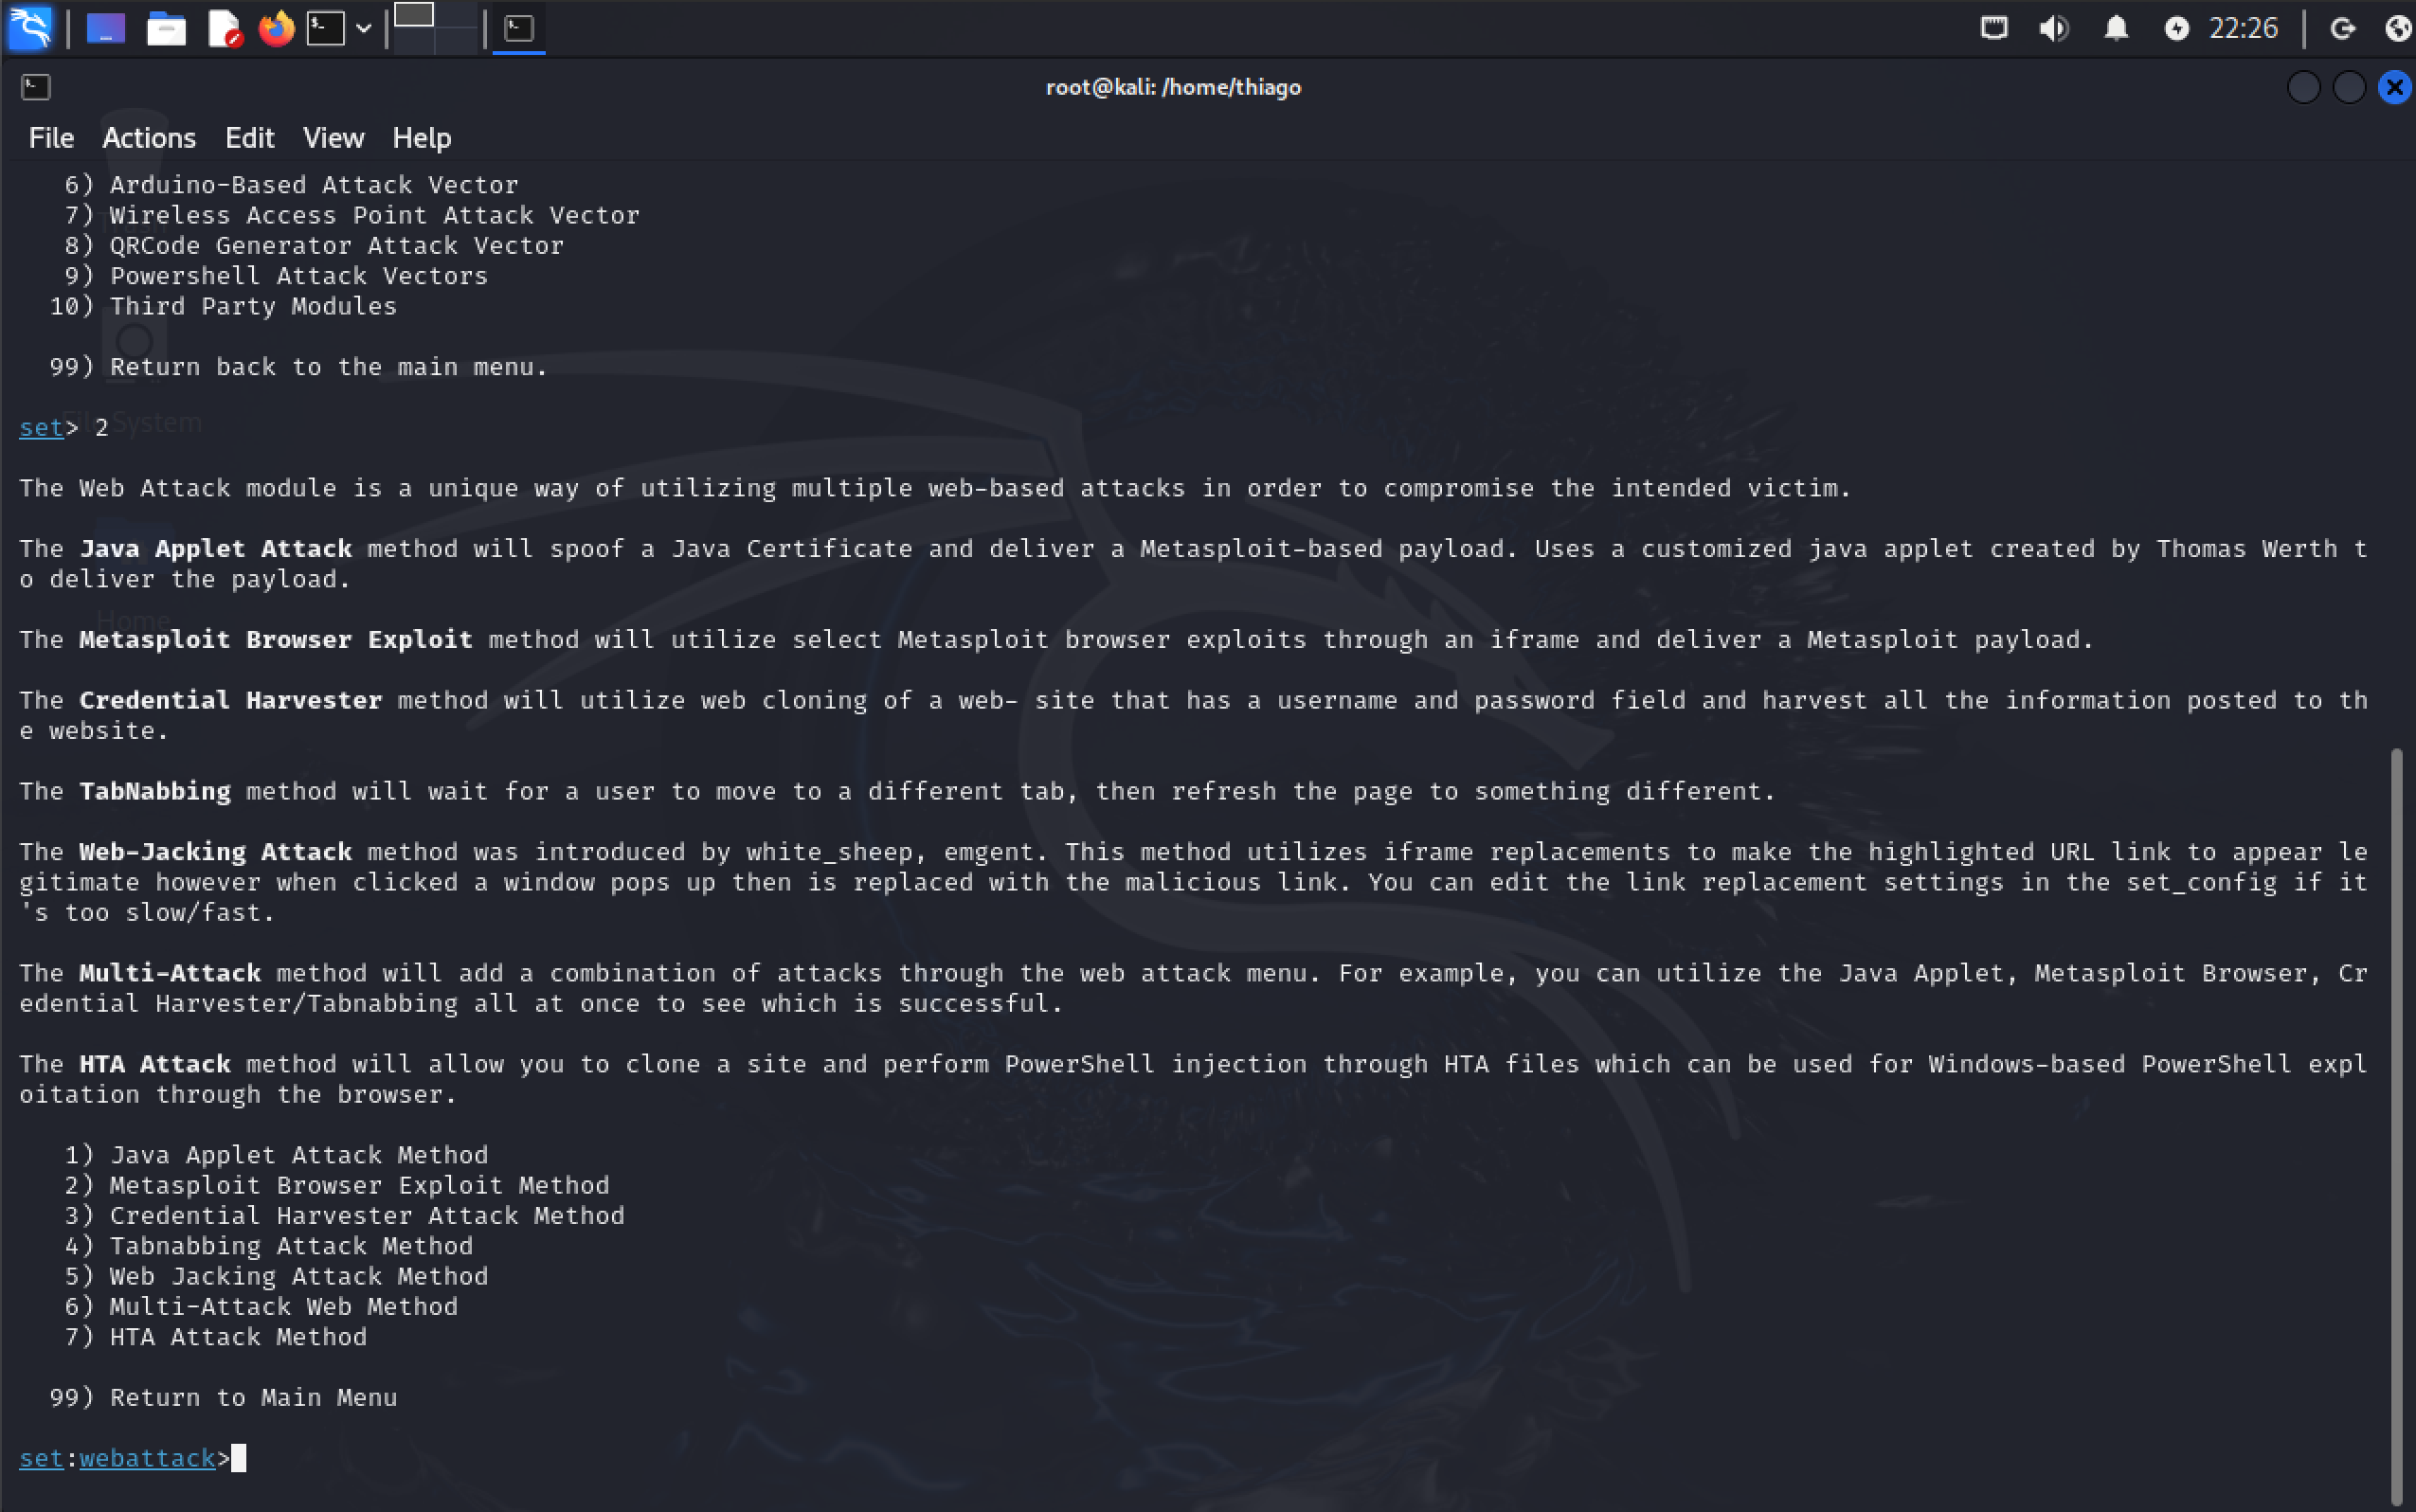 22:26
root@kali: /home/thiago
File Actions Edit View Help
6) Arduino-Based Attack Vector
Trash
7) Wireless Access Point Attack Vector
8) QRCode Generator Attack Vector
9) Powershell Attack Vectors
10) Third Party Modules
99) Return back to the main menu.
File System
set> 2
The Web Attack module is a unique way of utilizing multiple web-based attacks in order to compromise the intended victim.
The Java Applet Attack method will spoof a Java Certificate and deliver a Metasploit-based payload. Uses a customized java applet created by Thomas Werth t
o deliver the payload.
Home
The Metasploit Browser Exploit method will utilize select Metasploit browser exploits through an iframe and deliver a Metasploit payload.
The Credential Harvester method will utilize web cloning of a web- site that has a username and password field and harvest all the information posted to th
e website.
The TabNabbing method will wait for a user to move to a different tab, then refresh the page to something different.
The Web-Jacking Attack method was introduced by white_sheep, emgent. This method utilizes iframe replacements to make the highlighted URL link to appear le
gitimate however when clicked a window pops up then is replaced with the malicious link. You can edit the link replacement settings in the set_config if it
's too slow/fast.
The Multi-Attack method will add a combination of attacks through the web attack menu. For example, you can utilize the Java Applet, Metasploit Browser, Cr
edential Harvester/Tabnabbing all at once to see which is successful.
The HTA Attack method will allow you to clone a site and perform PowerShell injection through HTA files which can be used for Windows-based PowerShell expl
oitation through the browser.
1) Java Applet Attack Method
2) Metasploit Browser Exploit Method
3) Credential Harvester Attack Method
4) Tabnabbing Attack Method
5) Web Jacking Attack Method
6) Multi-Attack Web Method
7) HTA Attack Method
99) Return to Main Menu
set:webattack>